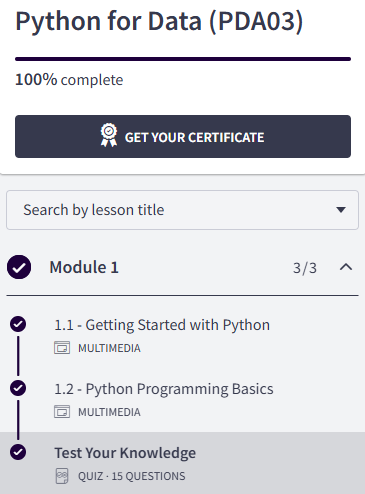 Python for Data (PDA03)
100% complete
GET YOUR CERTIFICATE
Search by lesson title
Module 1 3/3
1.1 - Getting Started with Python
MULTIMEDIA
1.2 - Python Programming Basics
MULTIMEDIA
Test Your Knowledge
QUIZ · 15 QUESTIONS